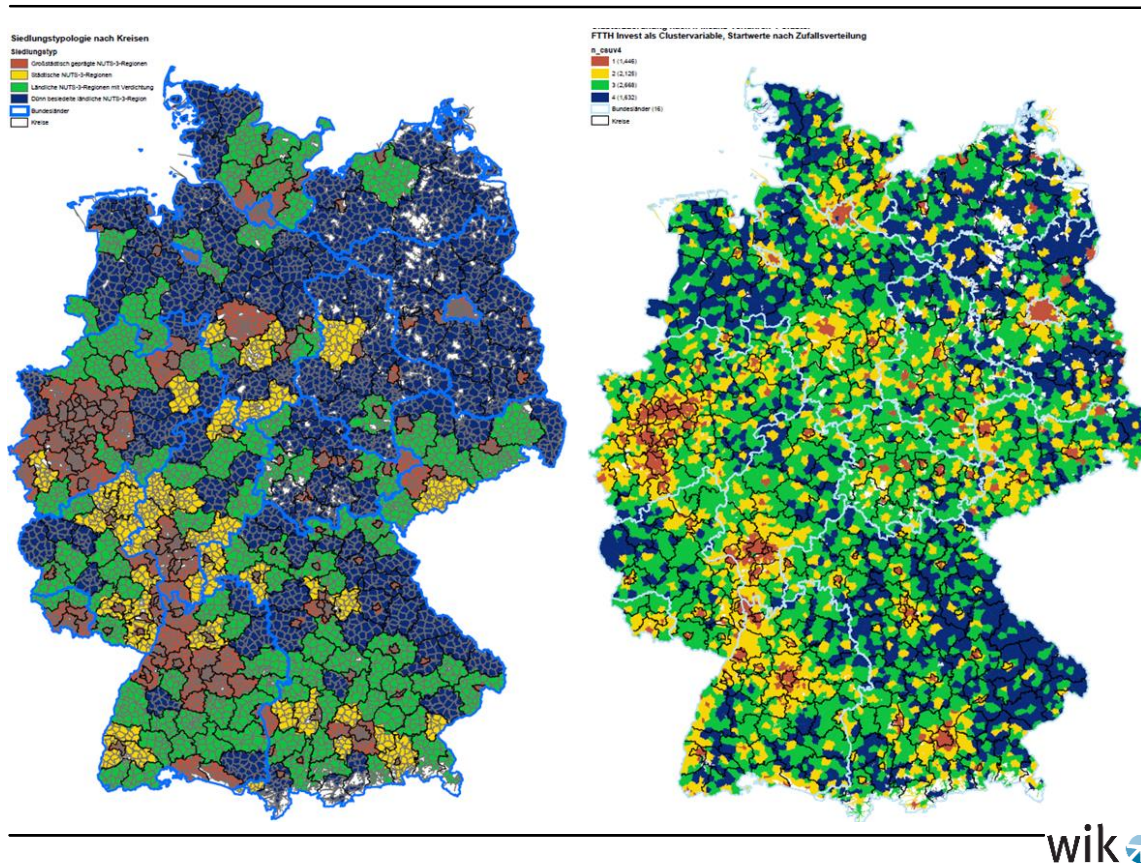 Siedlungstypologie nach Kreisen
Siedlungstyp
Großstädtisch geprägte NUTS-3-Regionen
Städtische NUTS-3-Regionen
Ländliche NUTS-3-Regionen mit Verdichtung
Dünn besiedelte ländliche NUTS-3-Region
Bundesländer
Kreise
FTTH Invest als Clustervariable, Startwerte nach Zufallsverteilung
n_cauv4
1 (1,446)
2 (2,128)
3 (2,668)
4 (1,632)
Bundesländer (16)
Kreise
wik